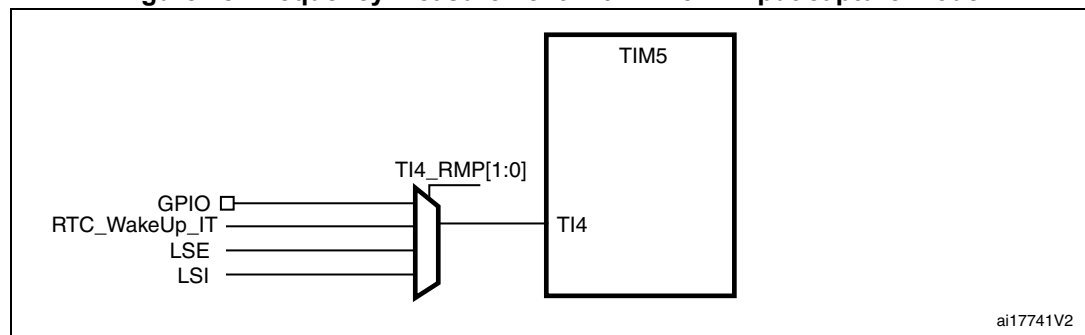 TIM5
TI4_RMP[1:0]
GPIO
RTC_WakeUp_IT
TI4
LSE
LSI
ai17741V2